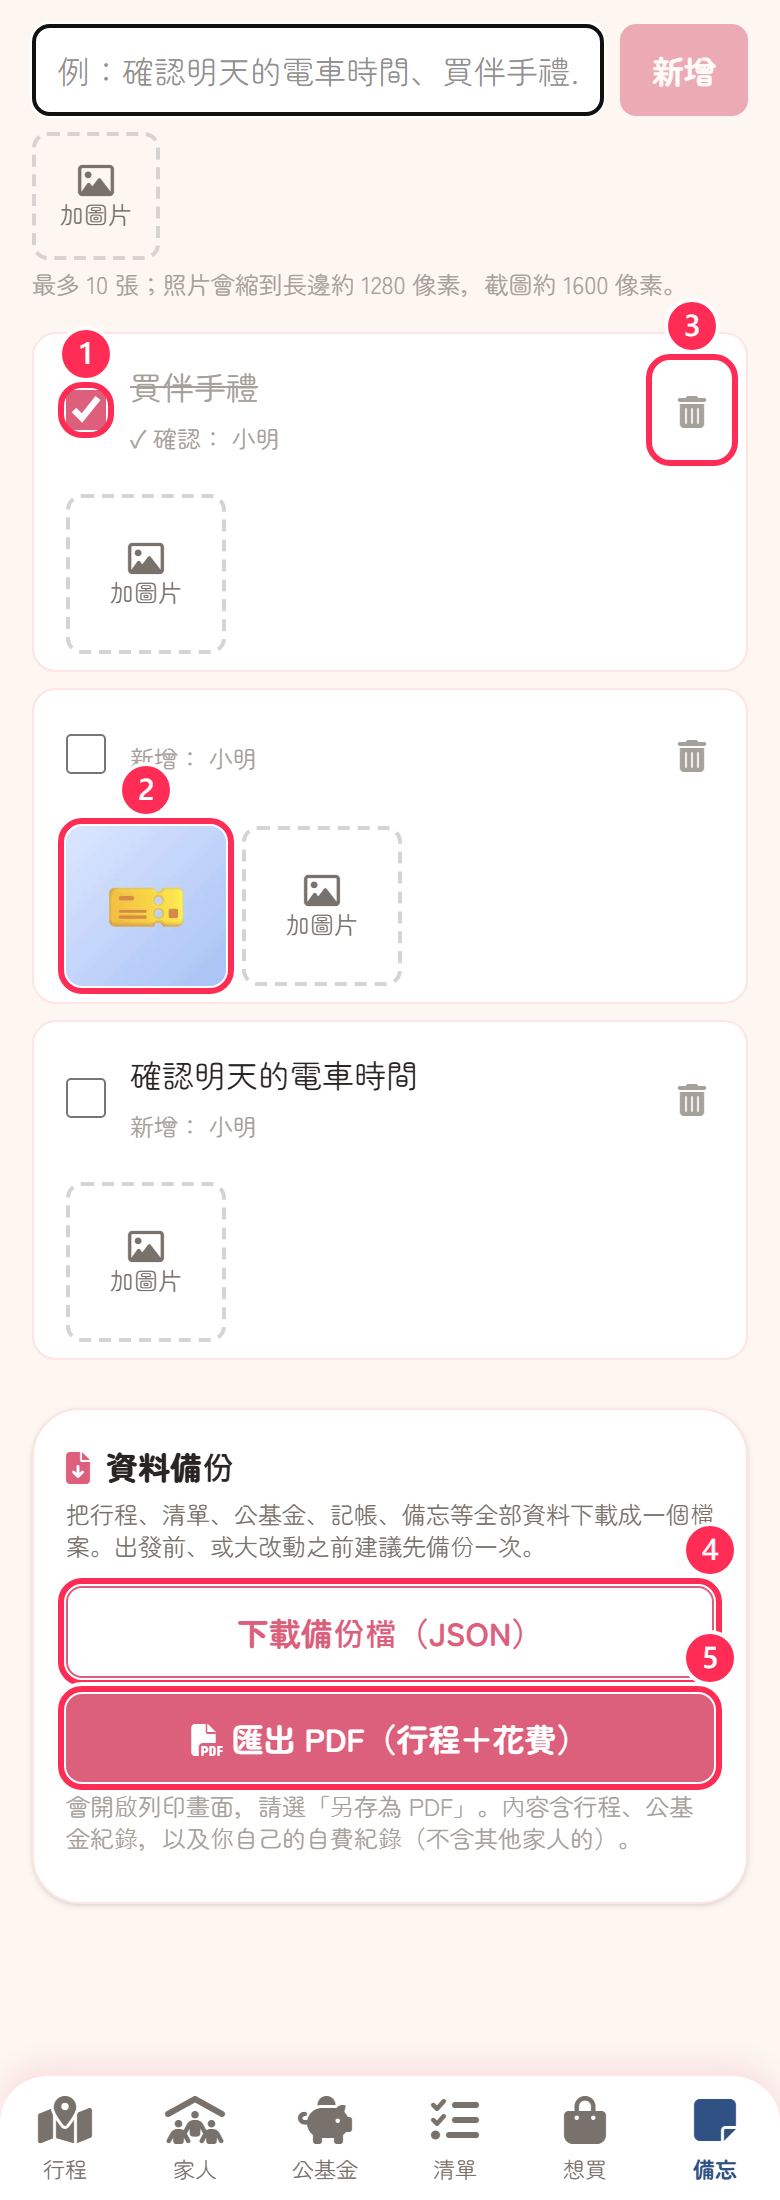 例：確認明天的電車時間、買伴手禮.
新增
加圖片
最多 10 張；照片會縮到長邊約 1280 像素，截圖約 1600 像素。
1
3
買伴手禮
✓ 確認： 小明
加圖片
新增： 小明
2
加圖片
確認明天的電車時間
新增： 小明
加圖片
資料備份
把行程、清單、公基金、記帳、備忘等全部資料下載成一個檔
案。出發前、或大改動之前建議先備份一次。
4
下載備份檔（JSON）
5
PDF 匯出 PDF（行程＋花費）
會開啟列印畫面，請選「另存為 PDF」。內容含行程、公基
金紀錄，以及你自己的自費紀錄（不含其他家人的）。
行程 家人 公基金 清單 想買 備忘